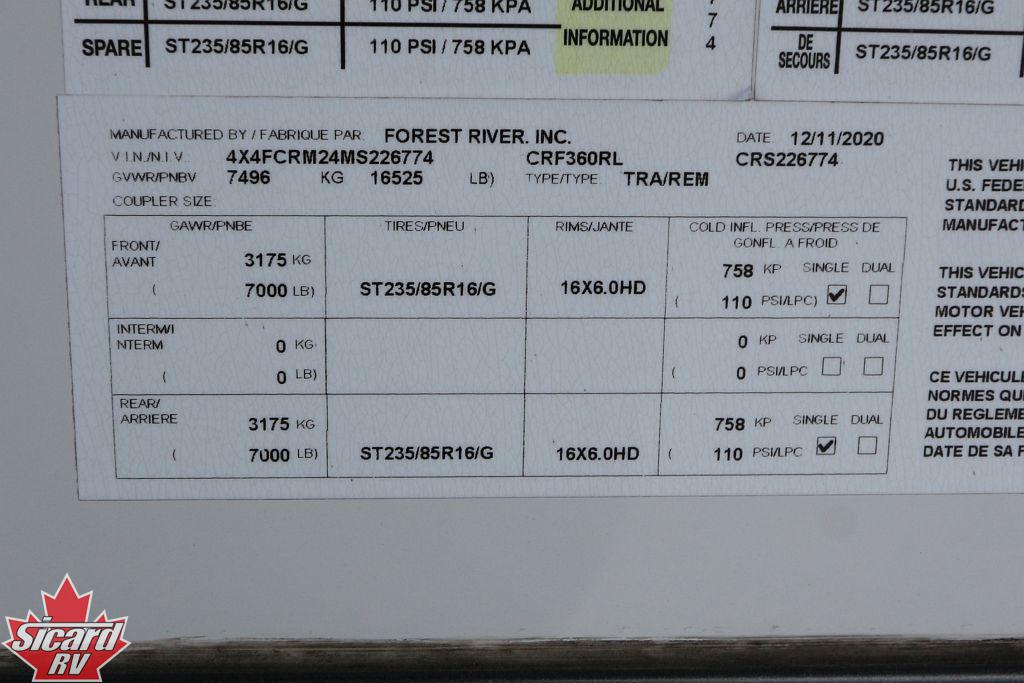 REAR ST235/85R16/G 110 PSI / 758 KPA ADDITIONAL 7 ARRIERE ST235/85R16/G
7
SPARE ST235/85R16/G 110 PSI / 758 KPA INFORMATION 4 DE SECOURS ST235/85R16/G
MANUFACTURED BY / FABRIQUE PAR: FOREST RIVER. INC. DATE 12/11/2020
V.I.N./N.I.V. 4X4FCRM24MS226774 CRF360RL CRS226774
GVWR/PNBV 7496 KG 16525 LB) TYPE/TYPE: TRA/REM
COUPLER SIZE:
GAWR/PNBE TIRES/PNEU RIMS/JANTE COLD INFL. PRESS/PRESS DE
GONFL. A FROID
FRONT/
AVANT 3175 KG 758 KP SINGLE DUAL
( 7000 LB) ST235/85R16/G 16X6.0HD ( 110 PSI/LPC)
INTERM/I
NTERM 0 KG 0 KP SINGLE DUAL
( 0 LB) ( 0 PSI/LPC
REAR/
ARRIERE 3175 KG 758 KP SINGLE DUAL
( 7000 LB) ST235/85R16/G 16X6.0HD ( 110 PSI/LPC
THIS VEHI
U.S. FEDE
STANDARD
MANUFACT
THIS VEHIC
STANDARDS
MOTOR VEH
EFFECT ON
CE VEHICULE
NORMES QUI
DU REGLEME
AUTOMOBILE
DATE DE SA F
Sicard
RV